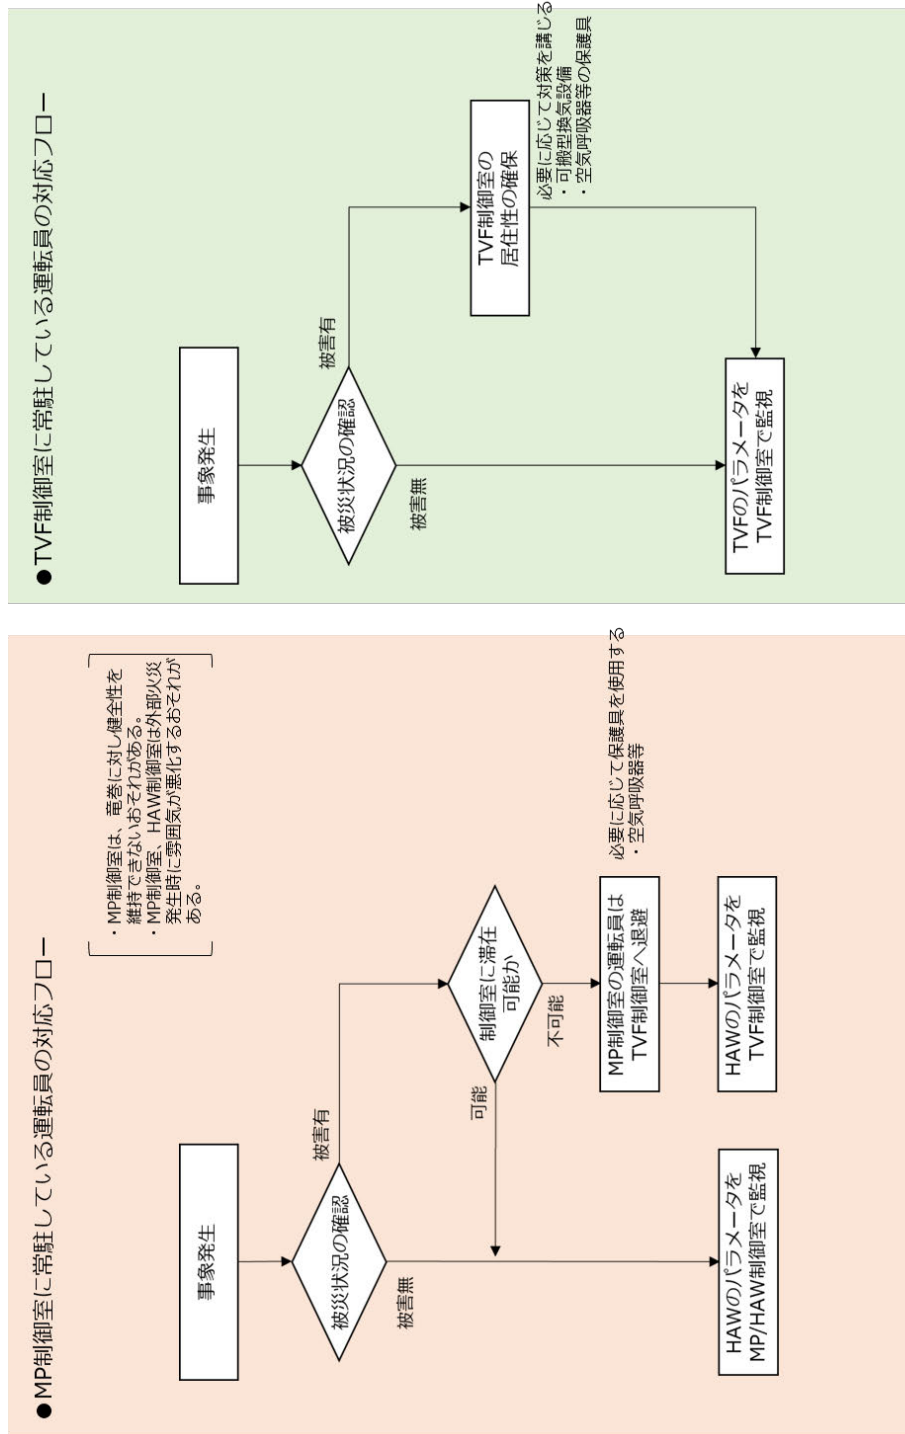 ●MP制御室に常駐している運転員の対応フロー
・MP制御室は、竜巻に対し健全性を
維持できないおそれがある。
・MP制御室、HAW制御室は外部火災
発生時に雰囲気が悪化するおそれが
ある。
事象発生
被災状況の確認
被害有
被害無
制御室に滞在
可能か
可能
不可能
MP制御室の運転員は
TVF制御室へ退避
必要に応じて保護具を使用する
・空気呼吸器等
HAWのパラメータを
MP/HAW制御室で監視
HAWのパラメータを
TVF制御室で監視
●TVF制御室に常駐している運転員の対応フロー
事象発生
被災状況の確認
被害有
被害無
TVF制御室の
居住性の確保
必要に応じて対策を講じる
・可搬型換気設備
・空気呼吸器等の保護具
TVFのパラメータを
TVF制御室で監視